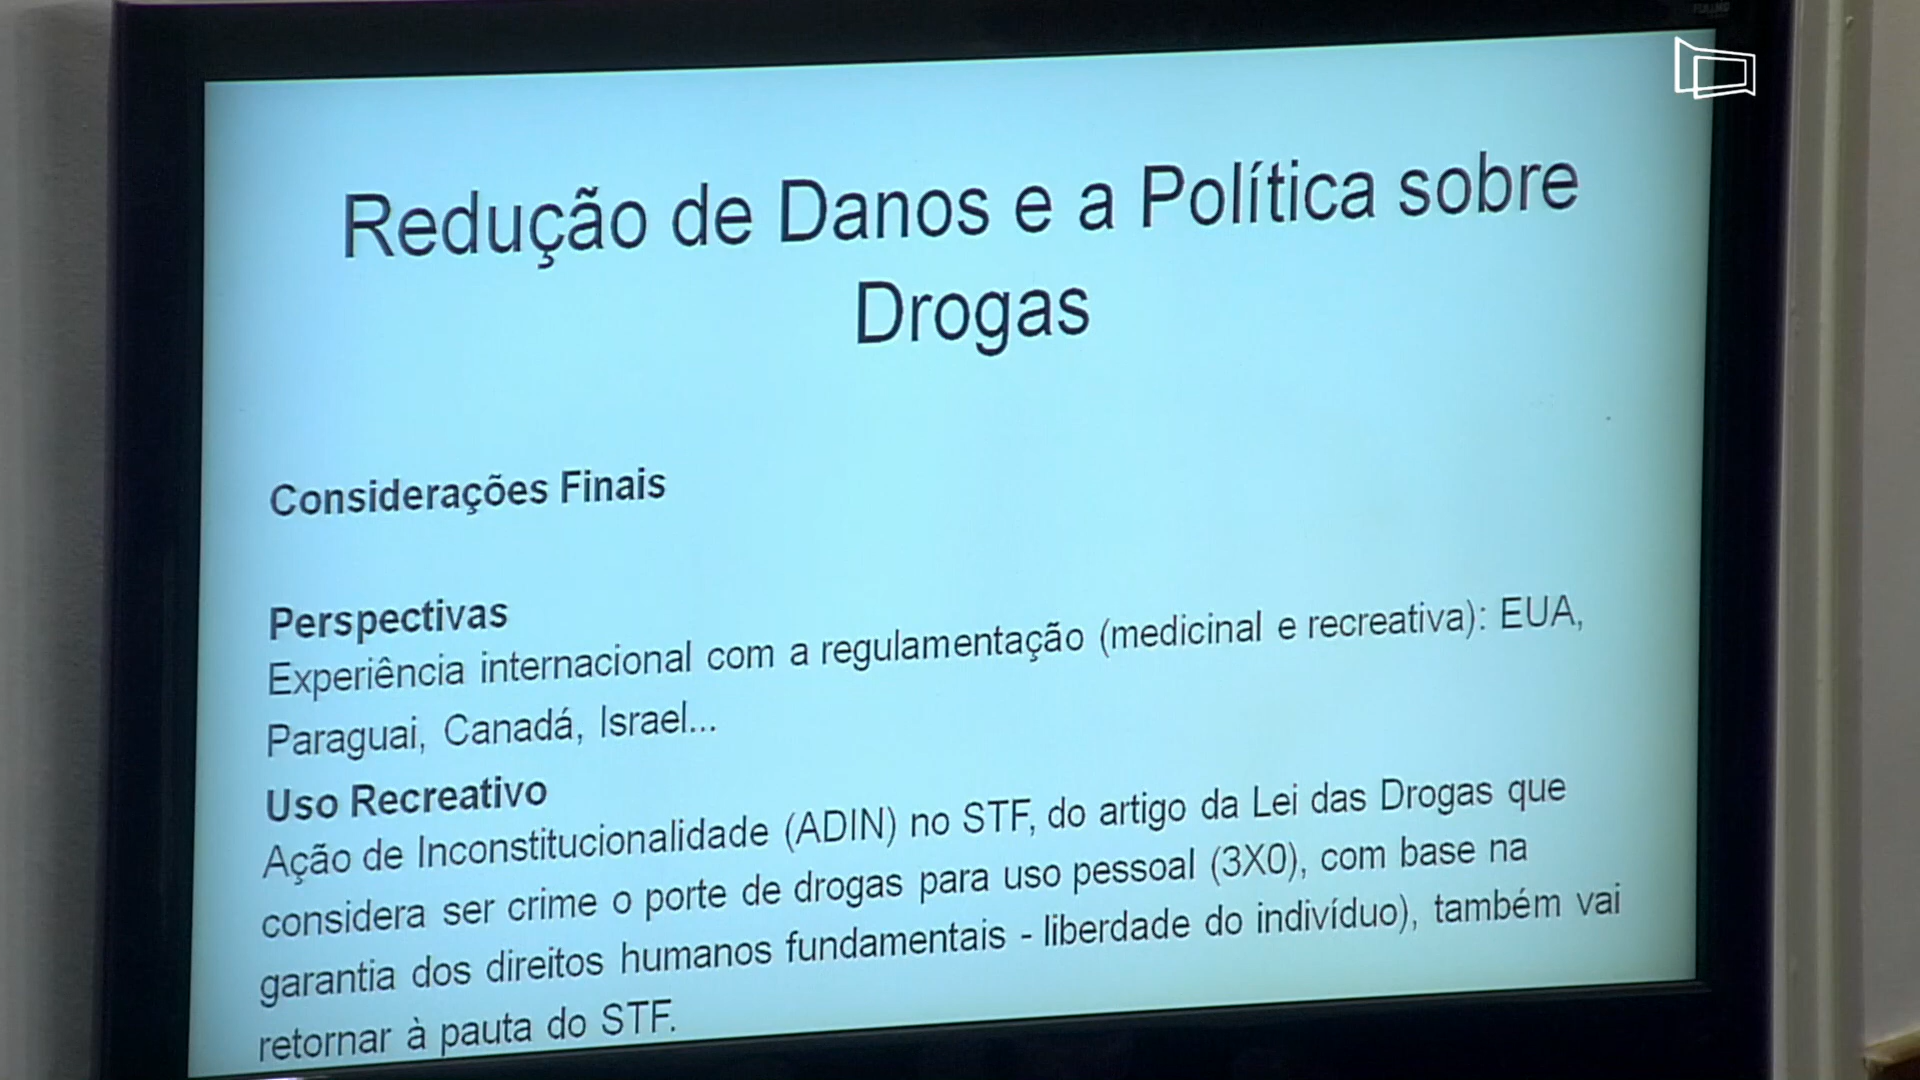 Redução de Danos e a Política sobre
Drogas
Considerações Finais
Perspectivas
Experiência internacional com a regulamentação (medicinal e recreativa): EUA,
Paraguai, Canadá, Israel...
Uso Recreativo
Ação de Inconstitucionalidade (ADIN) no STF, do artigo da Lei das Drogas que
considera ser crime o porte de drogas para uso pessoal (3X0), com base na
garantia dos direitos humanos fundamentais - liberdade do indivíduo), também vai
retornar à pauta do STF.